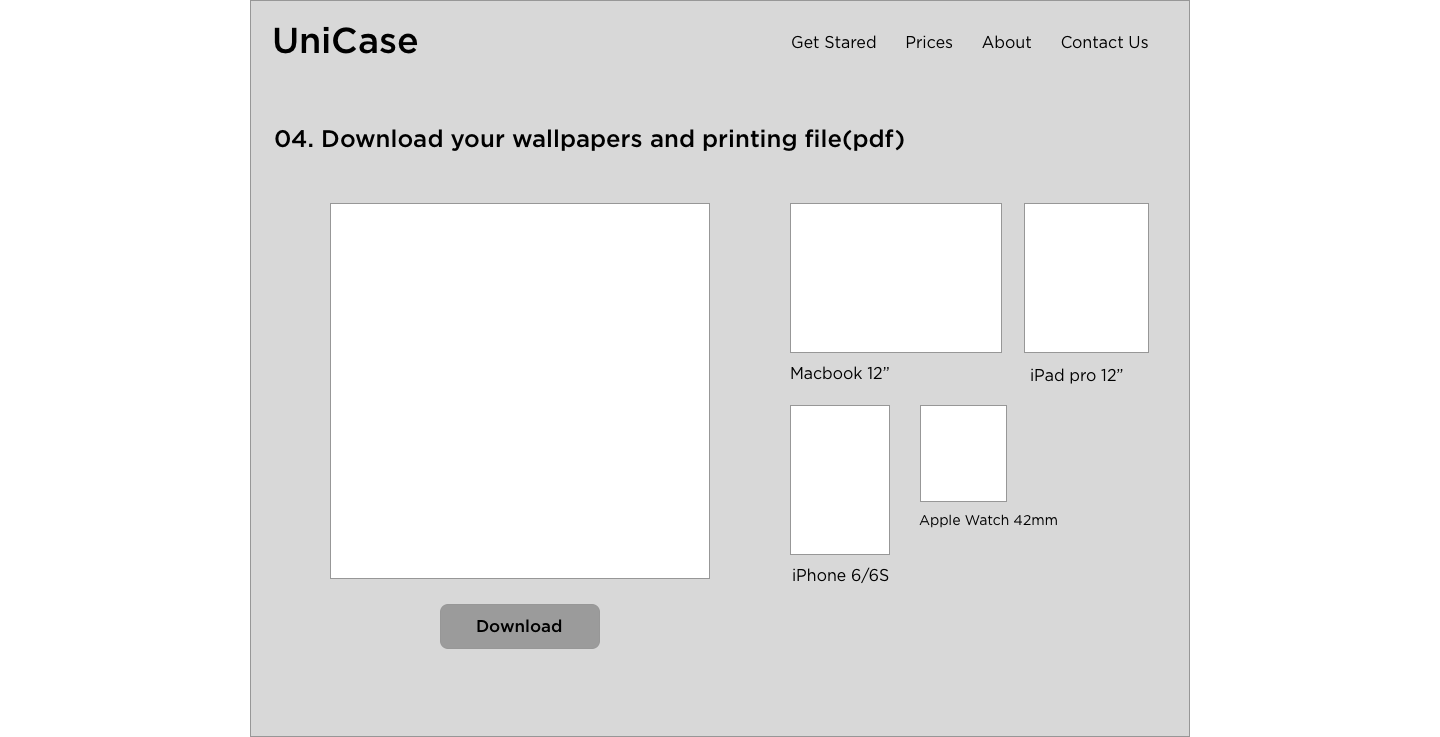 UniCase
Get Stared Prices About Contact Us
04. Download your wallpapers and printing file(pdf)
Macbook 12”
iPad pro 12”
Apple Watch 42mm
iPhone 6/6S
Download